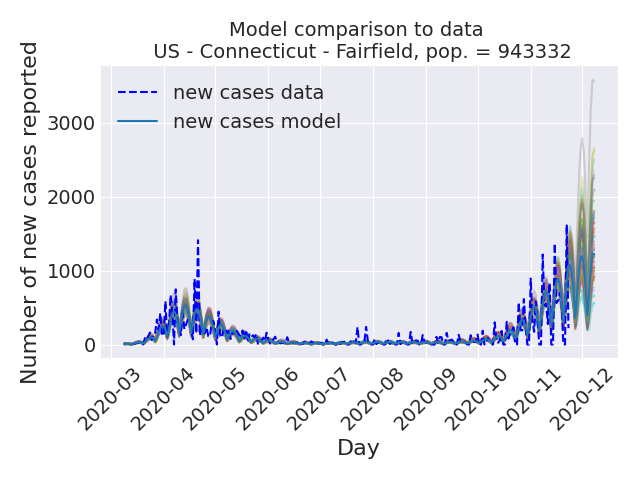 Model comparison to data
US - Connecticut - Fairfield, pop. = 943332
Number of new cases reported
new cases data
new cases model
3000
2000
1000
0
2020-03
2020-04
2020-05
2020-06
2020-07
2020-08
2020-09
2020-10
2020-11
2020-12
Day